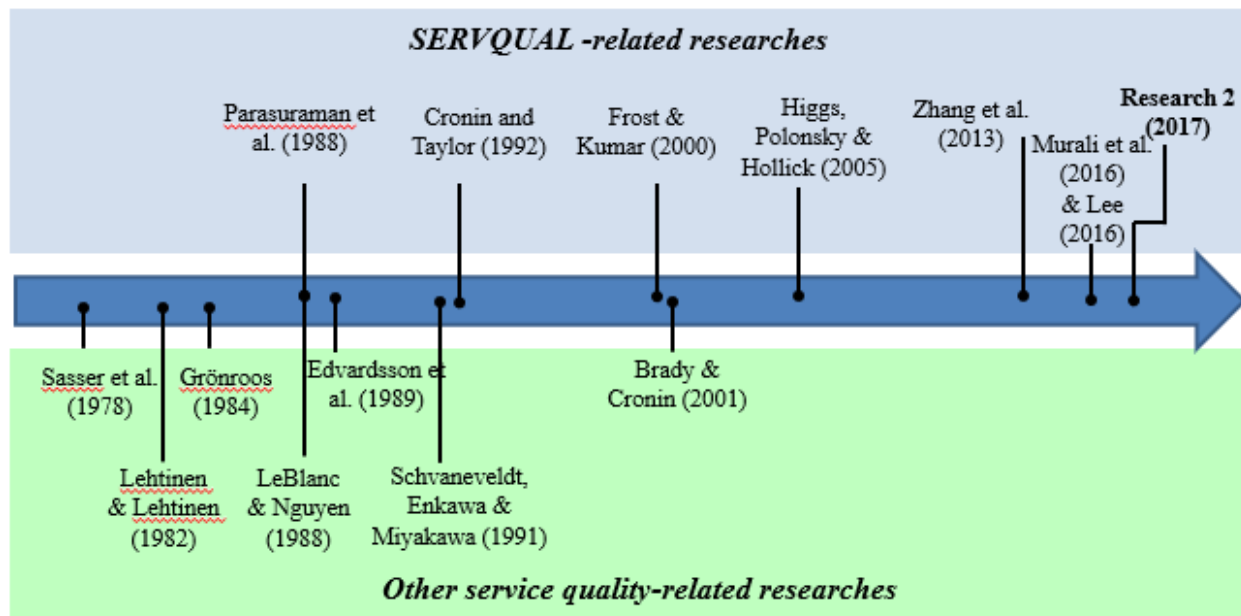 SERVQUAL -related researches
Parasuraman et
al. (1988)
Cronin and
Taylor (1992)
Frost &
Kumar (2000)
Higgs,
Polonsky &
Hollick (2005)
Zhang et al.
(2013)
Murali et al.
(2016)
& Lee
(2016)
Research 2
(2017)
Sasser et al.
(1978)
Lehtinen
& Lehtinen
(1982)
Grönroos
(1984)
LeBlanc
& Nguyen
(1988)
Edvardsson et
al. (1989)
Schvaneveldt,
Enkawa &
Miyakawa (1991)
Brady &
Cronin (2001)
Other service quality-related researches